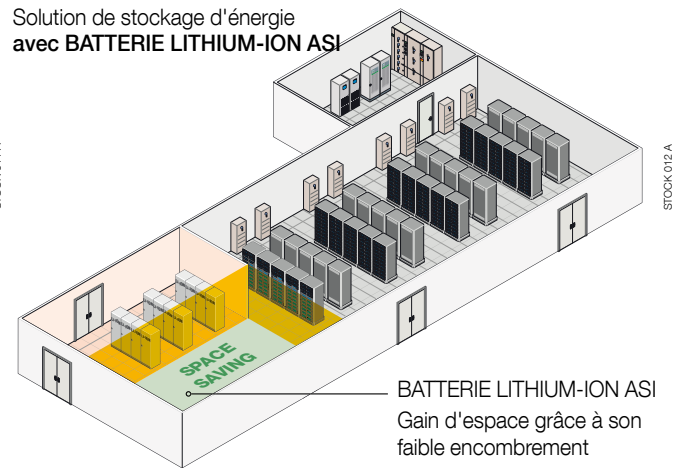 Solution de stockage d'énergie
avec BATTERIE LITHIUM-ION ASI
STOCK 012 A
SPACE
SAVING
BATTERIE LITHIUM-ION ASI
Gain d'espace grâce à son
faible encombrement